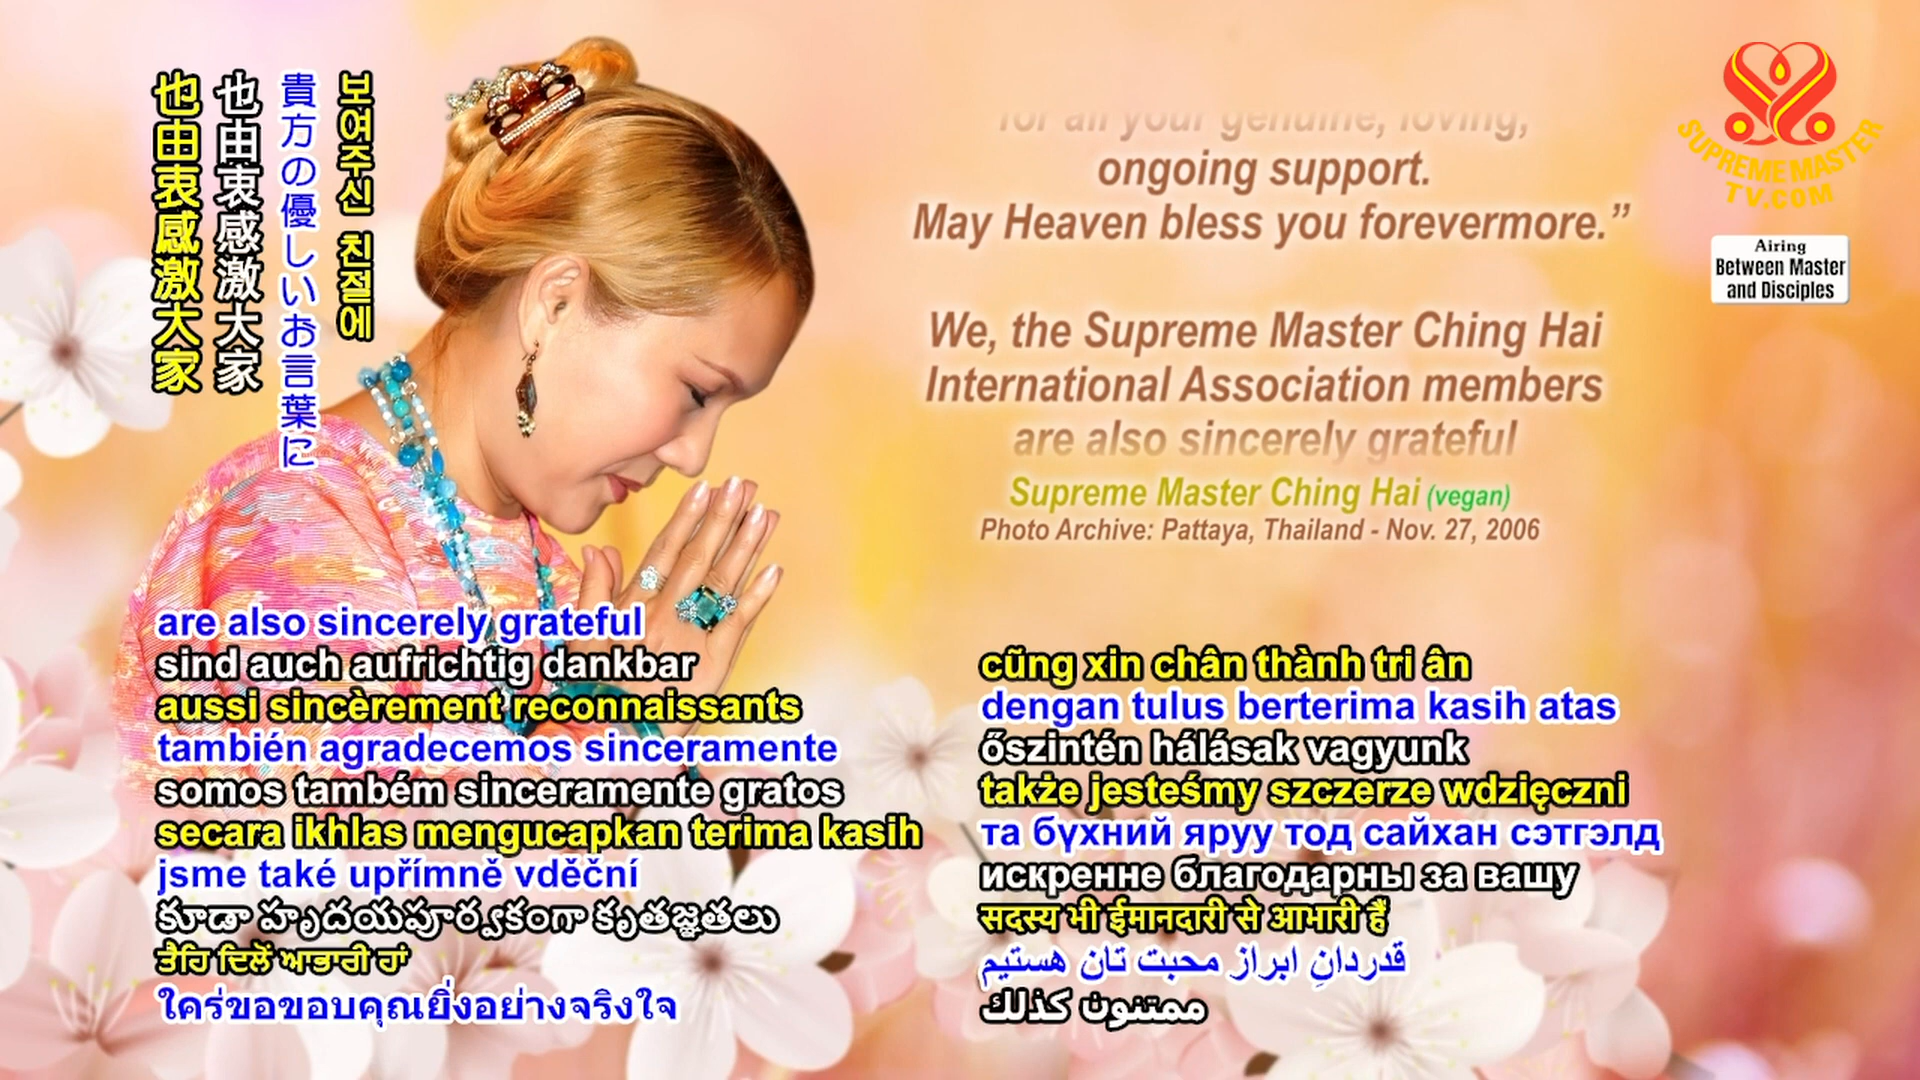 也由衷感激大家
也由衷感激大家
貴方の優しいお言葉に
보여주신 친절에
for all your genuine, loving,
ongoing support.
May Heaven bless you forevermore.”
We, the Supreme Master Ching Hai
International Association members
are also sincerely grateful
Supreme Master Ching Hai (vegan)
Photo Archive: Pattaya, Thailand - Nov. 27, 2006
SUPREME MASTER
TV.COM
Airing
Between Master
and Disciples
are also sincerely grateful
sind auch aufrichtig dankbar
aussi sincèrement reconnaissants
también agradecemos sinceramente
somos também sinceramente gratos
secara ikhlas mengucapkan terima kasih
jsme také upřímně vděční
కూడా హృదయపూర్వకంగా కృతజ్ఞతలు
ਤੈਹਿ ਦਿਲੋਂ ਆਭਾਰੀ ਹਾਂ
ใคร่ขอขอบคุณยิ่งอย่างจริงใจ
cũng xin chân thành tri ân
dengan tulus berterima kasih atas
őszintén hálásak vagyunk
także jesteśmy szczerze wdzięczni
та бүхний яруу тод сайхан сэтгэлд
искренне благодарны за вашу
सदस्य भी ईमानदारी से आभारी हैं
قدردانِ ابراز محبت تان هستیم
ممتنون كذلك